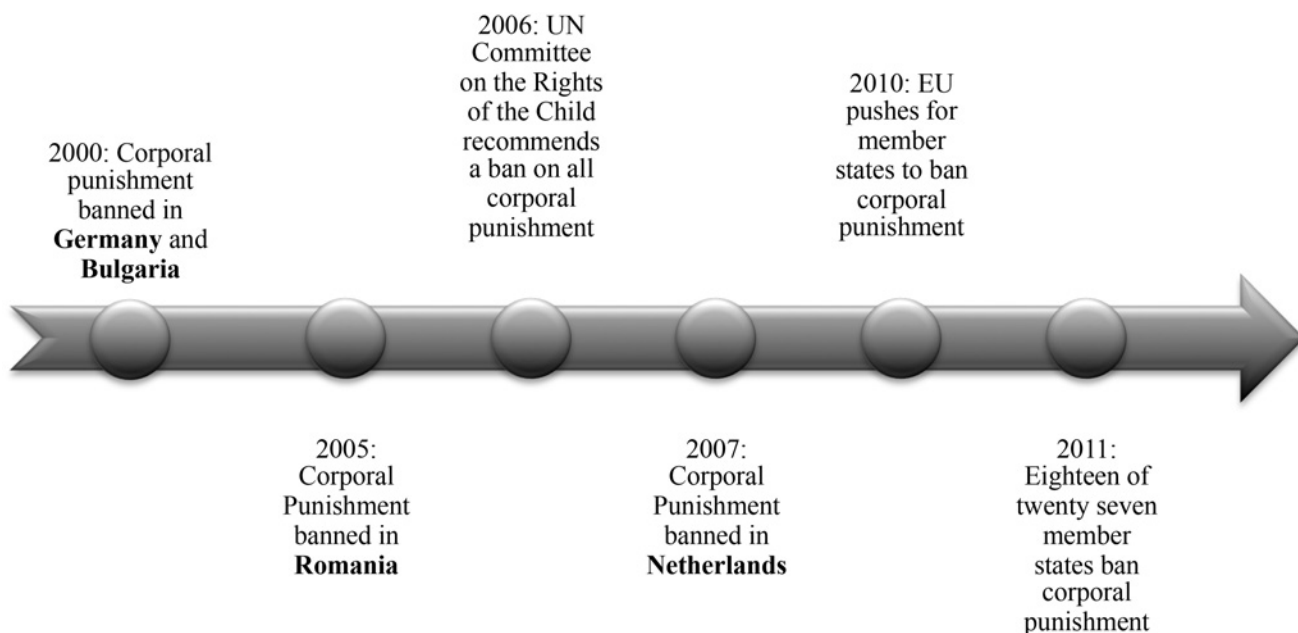 2000: Corporal
punishment
banned in
Germany and
Bulgaria
2005:
Corporal
Punishment
banned in
Romania
2006: UN
Committee
on the Rights
of the Child
recommends
a ban on all
corporal
punishment
2007:
Corporal
Punishment
banned in
Netherlands
2010: EU
pushes for
member
states to ban
corporal
punishment
2011:
Eighteen of
twenty seven
member
states ban
corporal
punishment